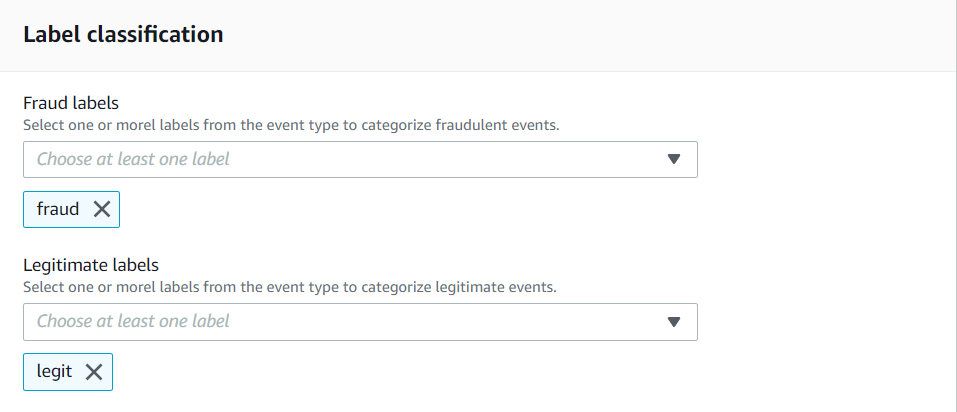 Label classification
Fraud labels
Select one or morel labels from the event type to categorize fraudulent events.
Choose at least one label
fraud
Legitimate labels
Select one or morel labels from the event type to categorize legitimate events.
Choose at least one label
legit